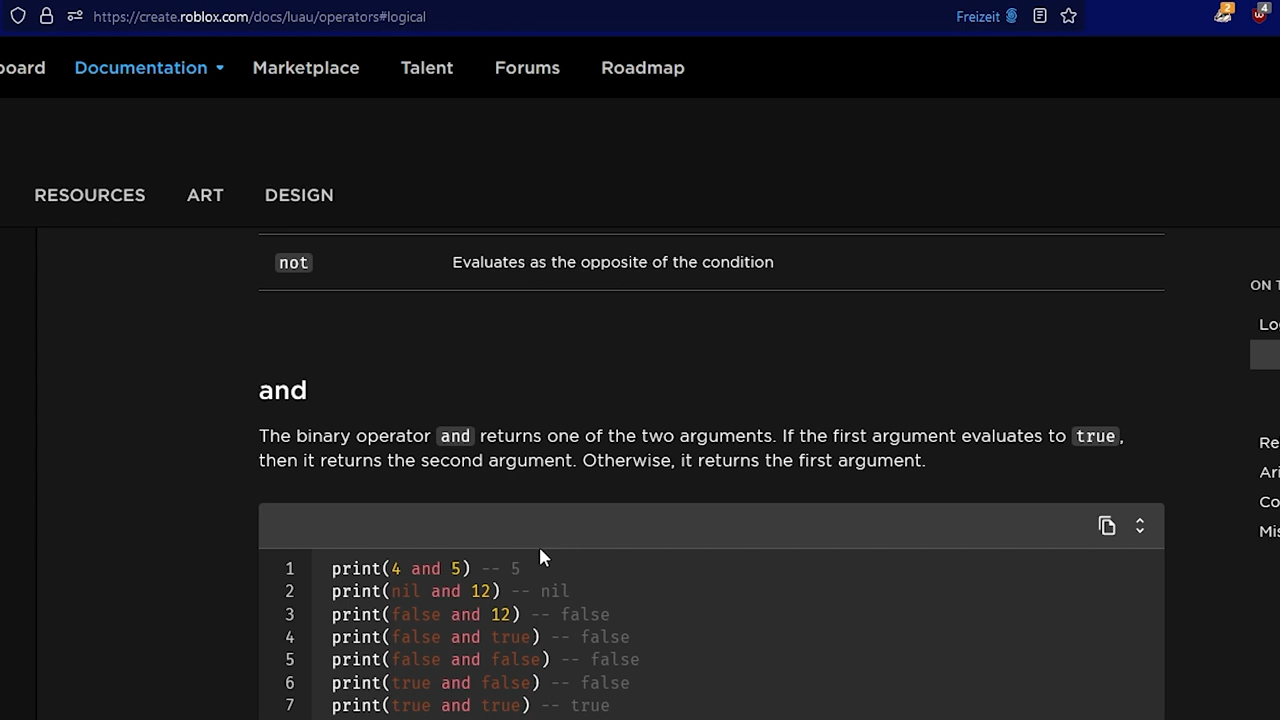 https://create.roblox.com/docs/luau/operators#logical Freizeit 2 4
board Documentation Marketplace Talent Forums Roadmap
RESOURCES ART DESIGN
not Evaluates as the opposite of the condition
ON T
Lo
and
The binary operator and returns one of the two arguments. If the first argument evaluates to true,
then it returns the second argument. Otherwise, it returns the first argument.
Re
Ari
Co
Mis
1 print(4 and 5) -- 5
2 print(nil and 12) -- nil
3 print(false and 12) -- false
4 print(false and true) -- false
5 print(false and false) -- false
6 print(true and false) -- false
7 print(true and true) -- true